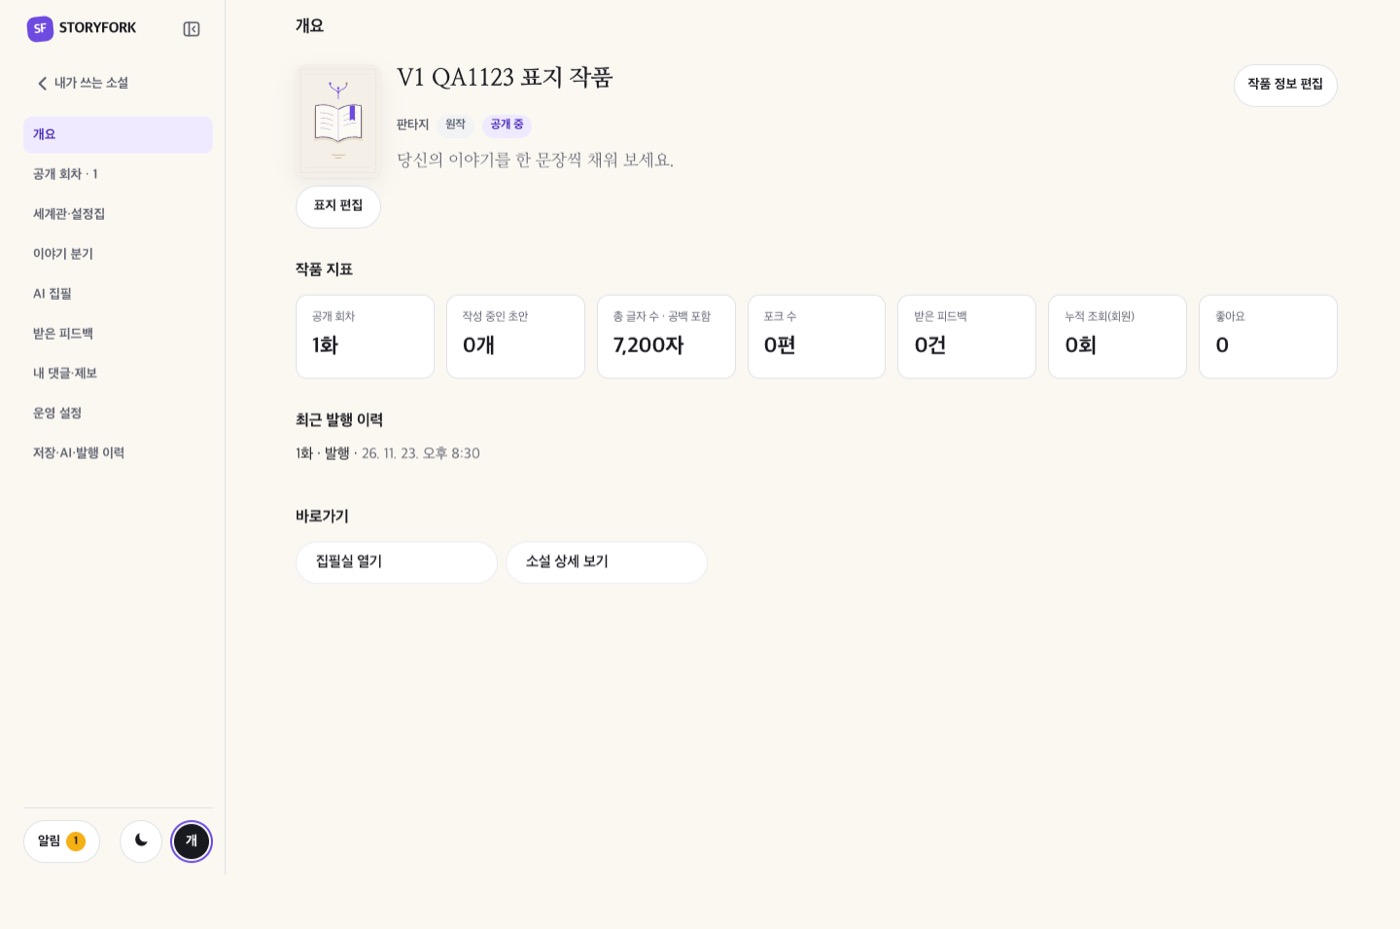 SF STORYFORK
내가 쓰는 소설
개요
공개 회차 · 1
세계관·설정집
이야기 분기
AI 집필
받은 피드백
내 댓글·제보
운영 설정
저장·AI·발행 이력
알림 1
개
개요
V1 QA1123 표지 작품
작품 정보 편집
판타지 원작 공개 중
당신의 이야기를 한 문장씩 채워 보세요.
표지 편집
작품 지표
공개 회차
1화
작성 중인 초안
0개
총 글자 수 · 공백 포함
7,200자
포크 수
0편
받은 피드백
0건
누적 조회(회원)
0회
좋아요
0
최근 발행 이력
1화 · 발행 · 26. 11. 23. 오후 8:30
바로가기
집필실 열기
소설 상세 보기